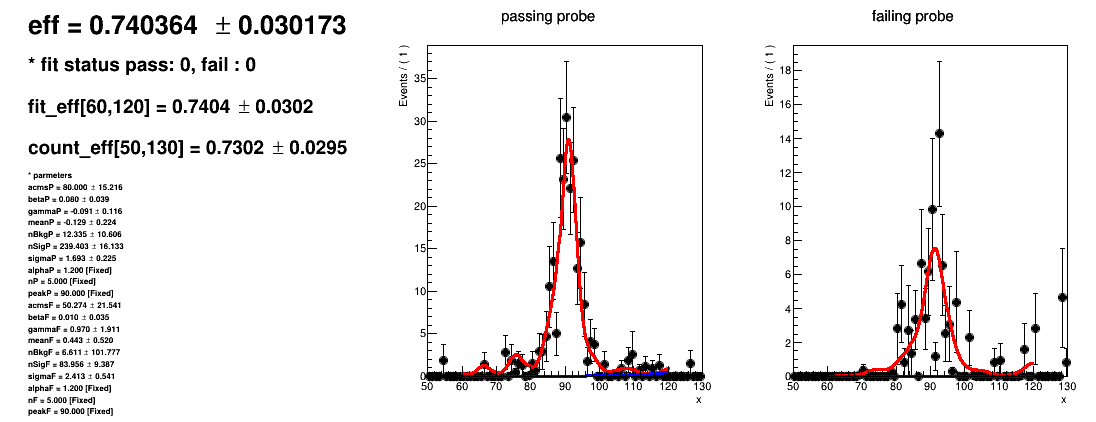 eff = 0.740364 ± 0.030173
* fit status pass: 0, fail : 0
fit_eff[60,120] = 0.7404 ± 0.0302
count_eff[50,130] = 0.7302 ± 0.0295
* parmeters
acmsP = 80.000 ± 15.216
betaP = 0.080 ± 0.039
gammaP = -0.091 ± 0.116
meanP = -0.129 ± 0.224
nBkgP = 12.335 ± 10.606
nSigP = 239.403 ± 16.133
sigmaP = 1.693 ± 0.225
alphaP = 1.200 [Fixed]
nP = 5.000 [Fixed]
peakP = 90.000 [Fixed]
acmsF = 50.274 ± 21.541
betaF = 0.010 ± 0.035
gammaF = 0.970 ± 1.911
meanF = 0.443 ± 0.520
nBkgF = 6.611 ± 101.777
nSigF = 83.956 ± 9.387
sigmaF = 2.413 ± 0.541
alphaF = 1.200 [Fixed]
nF = 5.000 [Fixed]
peakF = 90.000 [Fixed]
passing probe
Events / ( 1 )
35
30
25
20
15
10
5
0
50 60 70 80 90 100 110 120 130
x
failing probe
Events / ( 1 )
18
16
14
12
10
8
6
4
2
0
50 60 70 80 90 100 110 120 130
x